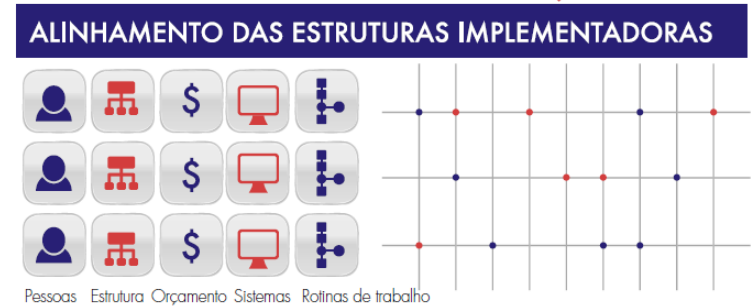 ALINHAMENTO DAS ESTRUTURAS IMPLEMENTADORAS
$
$
$
Pessoas Estrutura Orçamento Sistemas Rotinas de trabalho